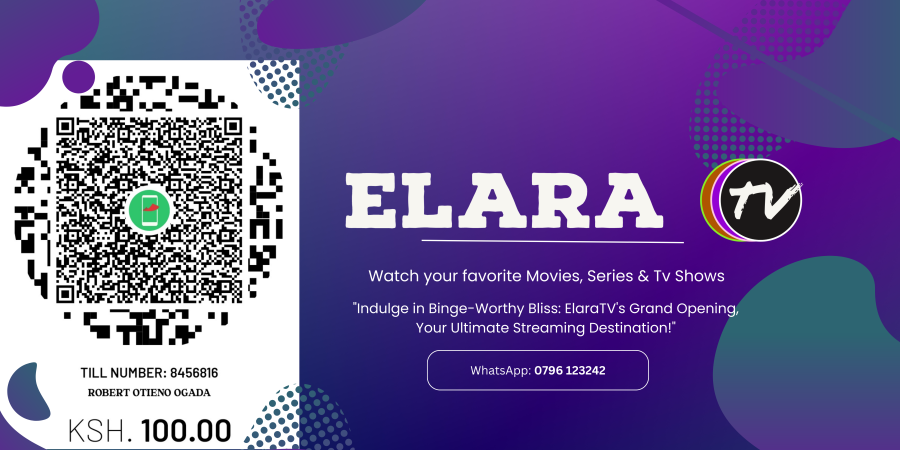 ELARA
TV
Watch your favorite Movies, Series & Tv Shows
"Indulge in Binge-Worthy Bliss: ElaraTV's Grand Opening,
Your Ultimate Streaming Destination!"
WhatsApp: 0796 123242
TILL NUMBER: 8456816
ROBERT OTIENO OGADA
KSH. 100.00